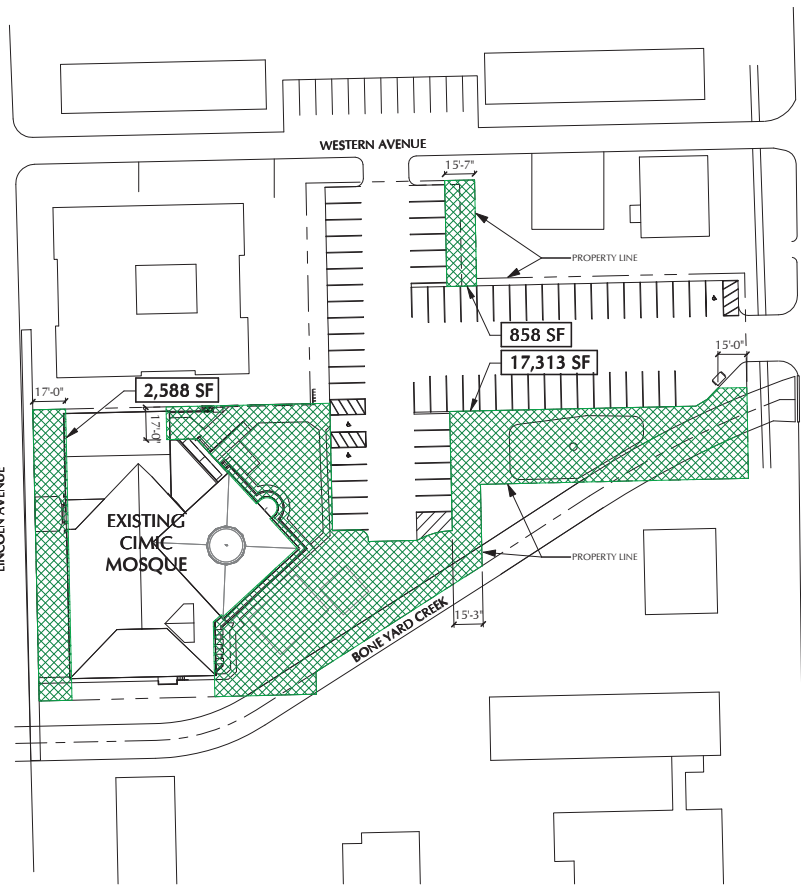 WESTERN AVENUE
15'-7"
PROPERTY LINE
858 SF
17,313 SF
15'-0"
17'-0"
2,588 SF
17'-0"
LINCOLN AVENUE
EXISTING
CIMIC
MOSQUE
PROPERTY LINE
15'-3"
BONE YARD CREEK